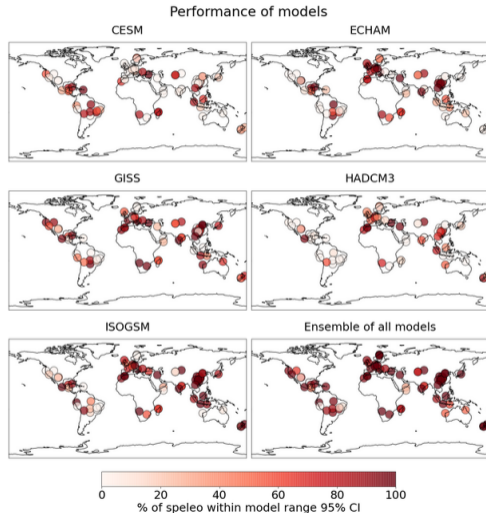 Performance of models
CESM
ECHAM
GISS
HADCM3
ISOGSM
Ensemble of all models
0 20 40 60 80 100
% of speleo within model range 95% CI